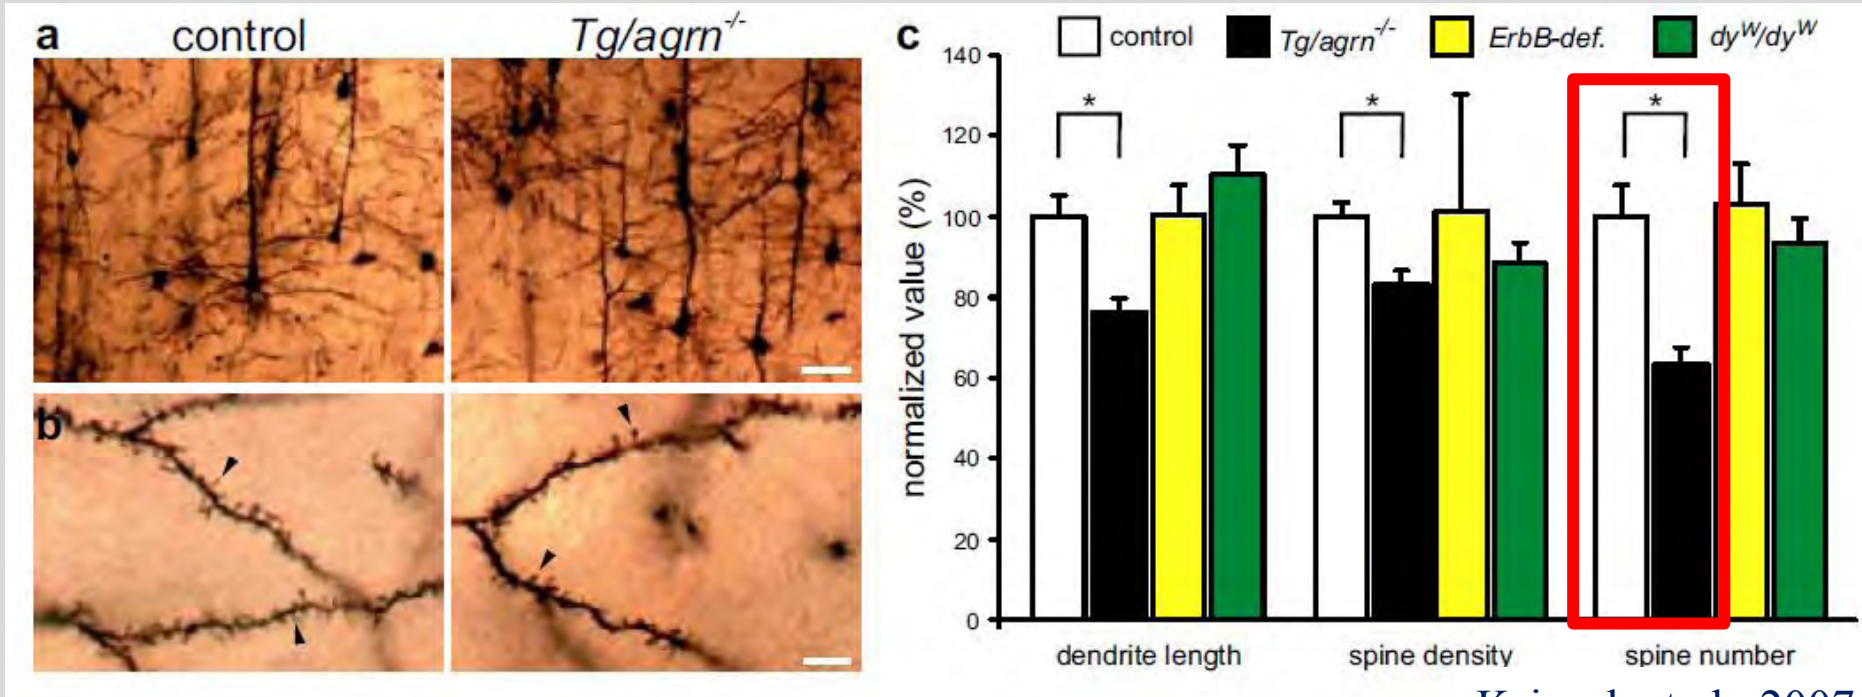 a control Tg/agrn-/-
b
c control Tg/agrn-/- ErbB-def. dyW/dyW
140
120
100
80
60
40
20
0
normalized value (%)
*
*
*
dendrite length spine density spine number
2007